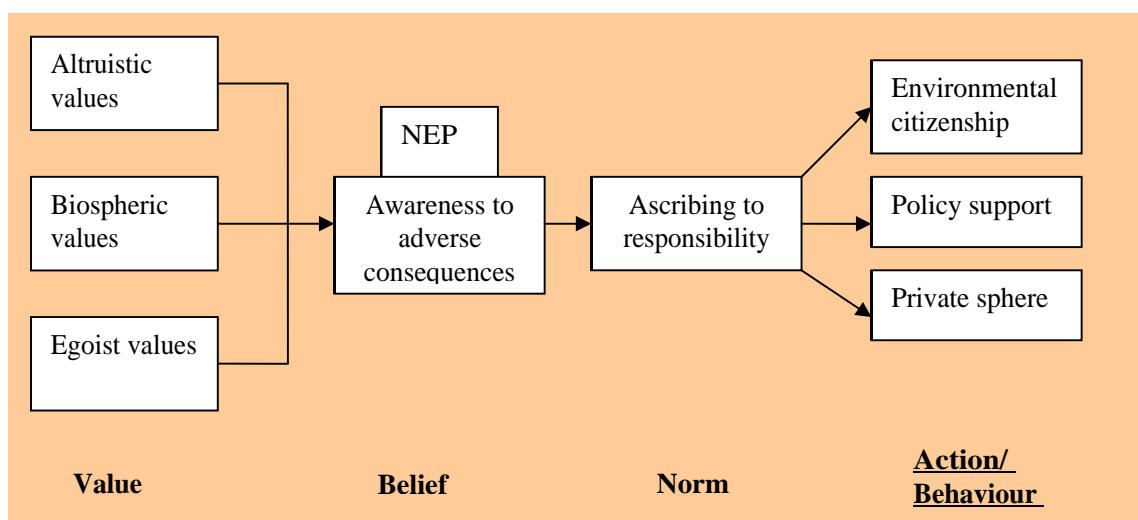 Altruistic
values
Biospheric
values
Egoist values
NEP
Awareness to
adverse
consequences
Ascribing to
responsibility
Environmental
citizenship
Policy support
Private sphere
Value
Belief
Norm
Action/
Behaviour